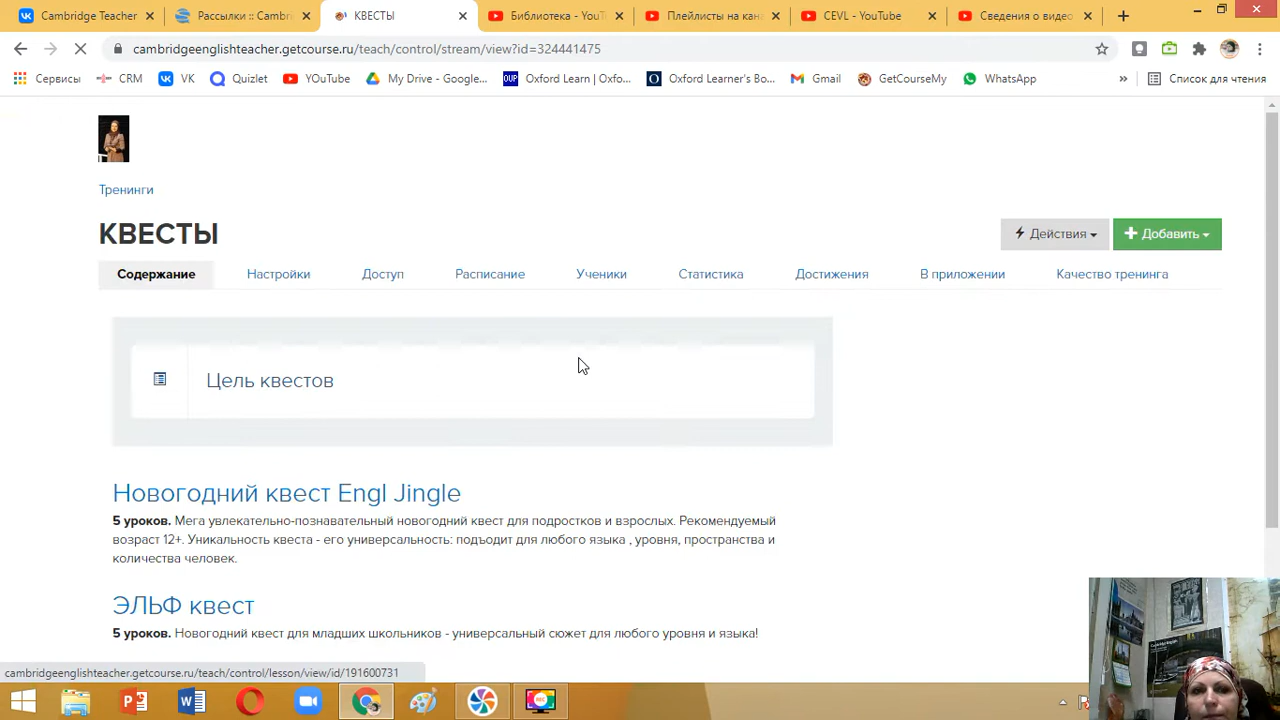 Cambridge Teacher
Рассылки :: Cambri
КВЕСТЫ
Библиотека - YouT
Плейлисты на кана
CEVL - YouTube
Сведения о видео
cambridgeenglishteacher.getcourse.ru/teach/control/stream/view?id=324441475
Сервисы
CRM
VK
Quizlet
YOutube
My Drive - Google...
OUP
Oxford Learn | Oxfo...
Oxford Learner's Bo...
Gmail
GetCourseMy
WhatsApp
»
Список для чтения
Тренинги
КВЕСТЫ
Действия
Добавить
Содержание
Настройки
Доступ
Расписание
Ученики
Статистика
Достижения
В приложении
Качество тренинга
Цель квестов
Новогодний квест Engl Jingle
5 уроков. Мега увлекательно-познавательный новогодний квест для подростков и взрослых. Рекомендуемый
возраст 12+. Уникальность квеста - его универсальность: подъодит для любого языка , уровня, пространства и
количества человек.
ЭЛЬФ квест
5 уроков. Новогодний квест для младших школьников - универсальный сюжет для любого уровня и языка!
cambridgeenglishteacher.getcourse.ru/teach/control/lesson/view/id/191600731